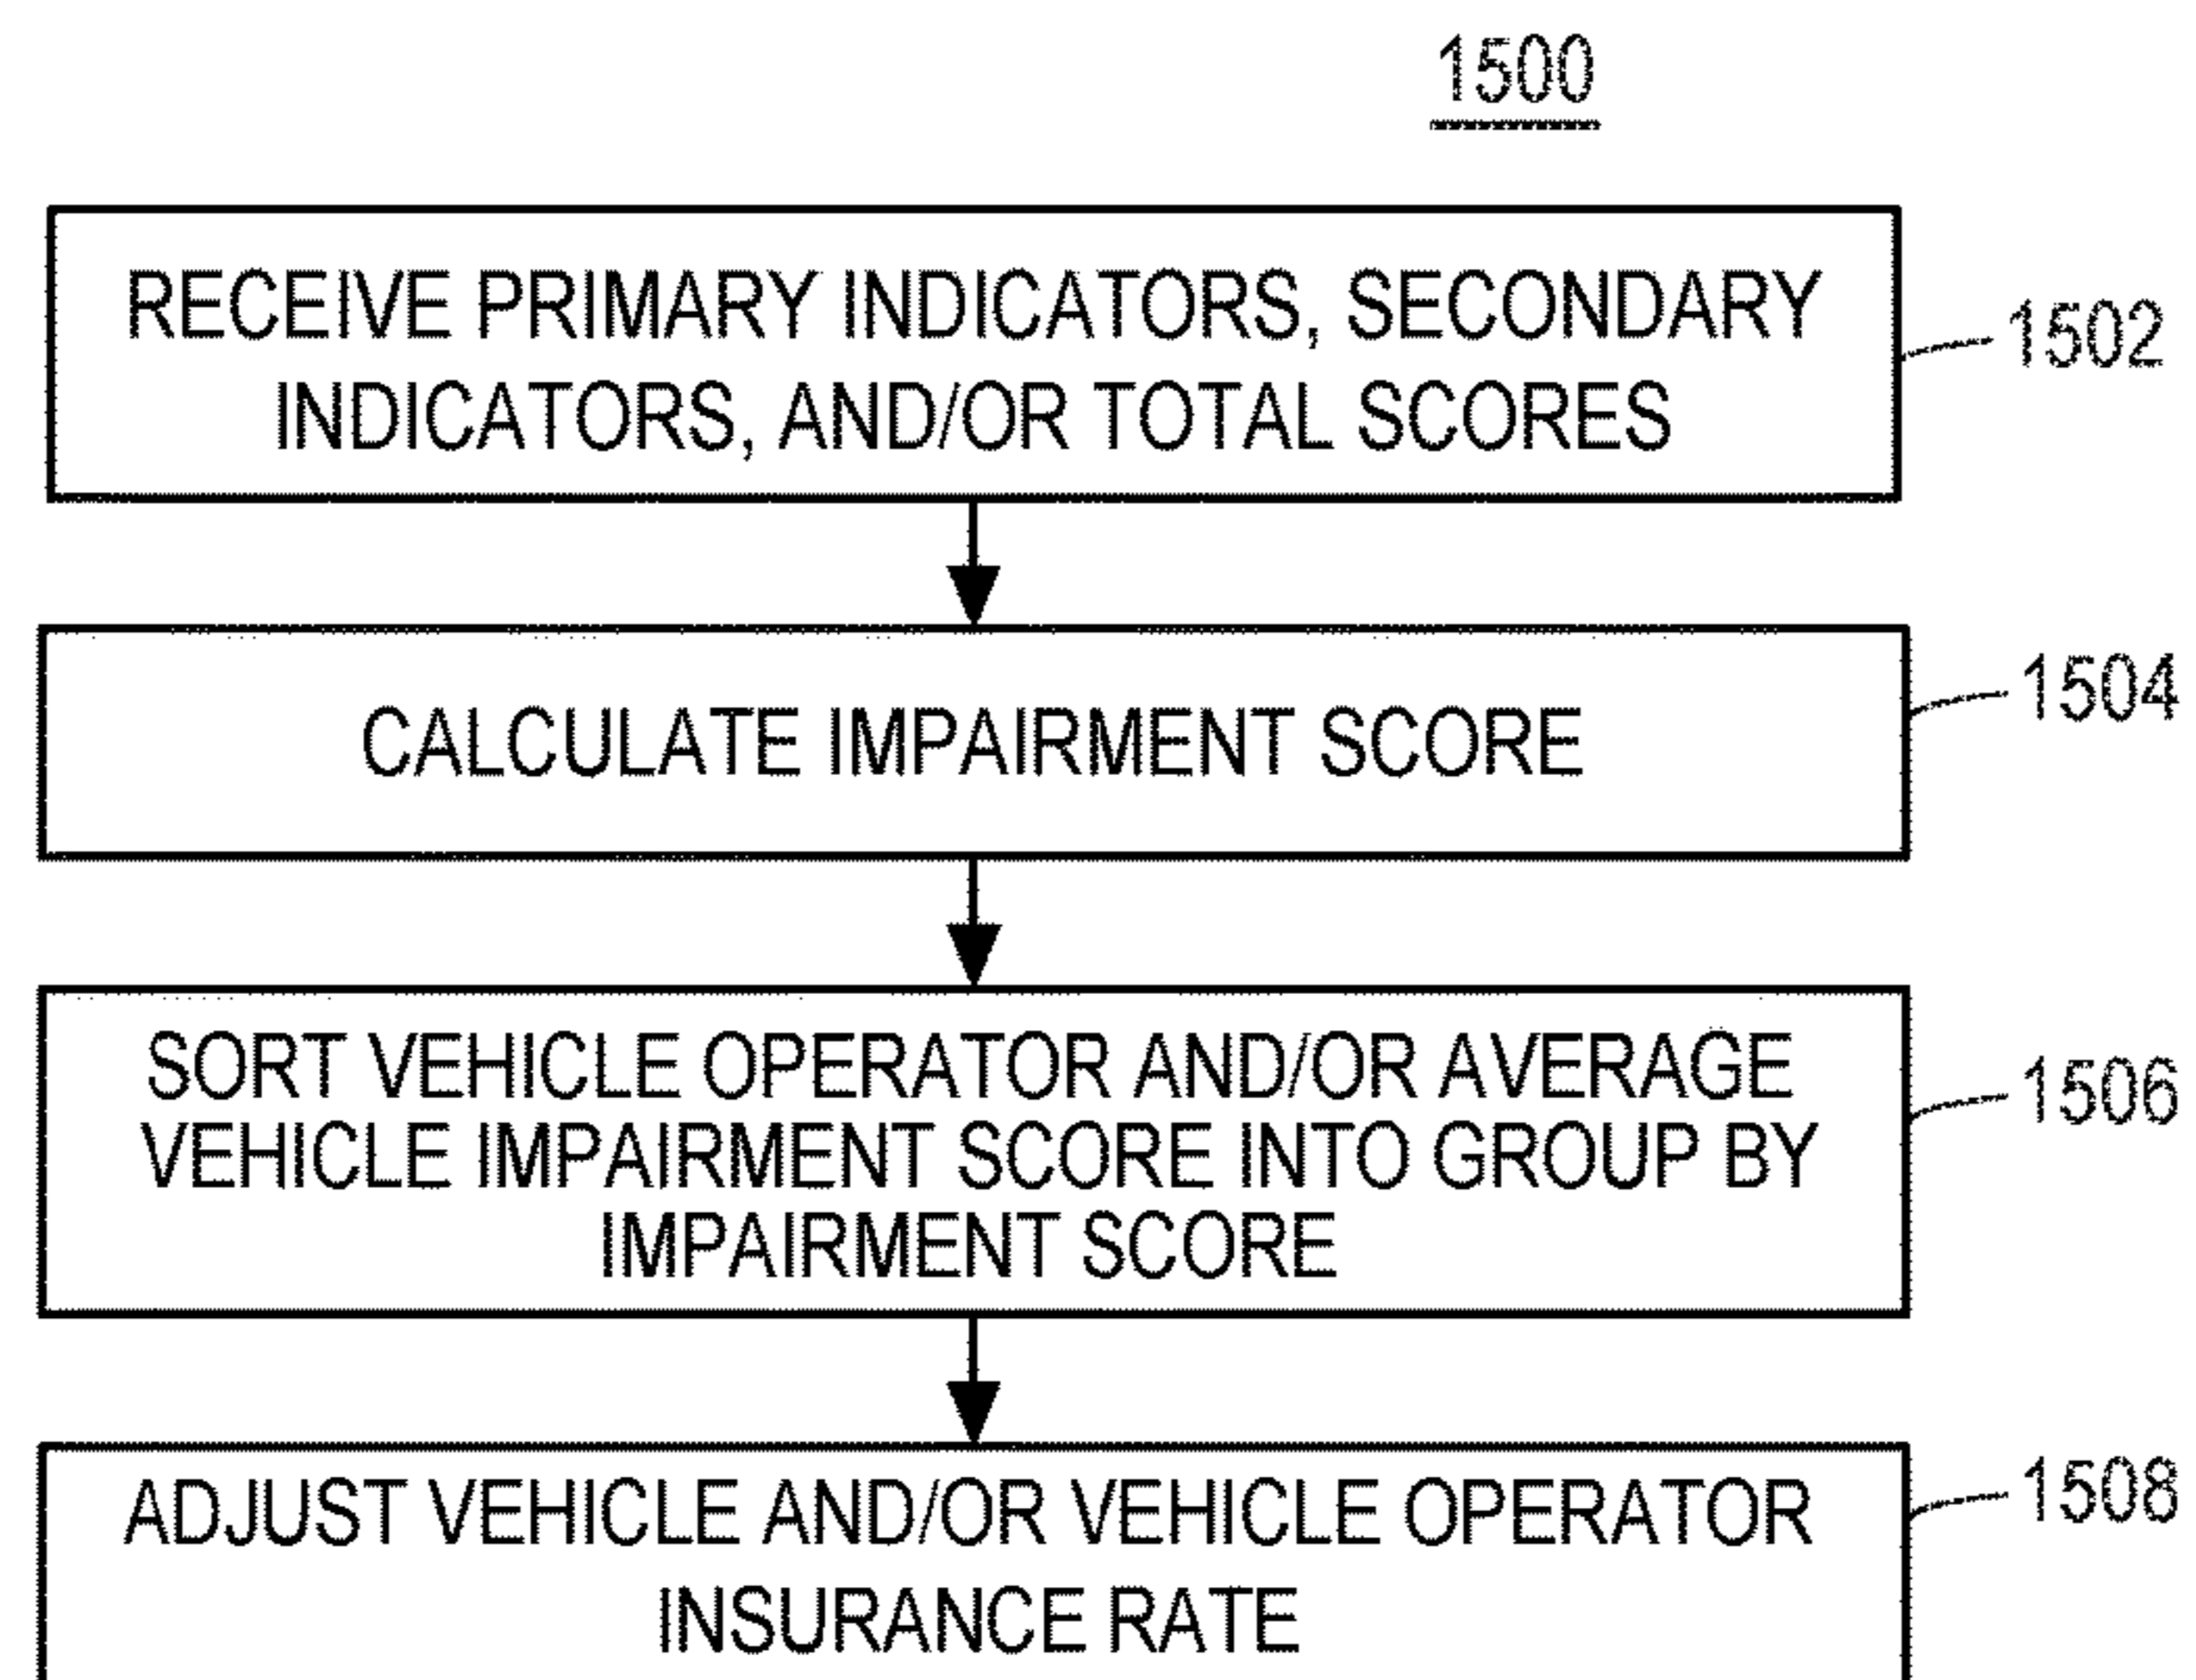 1500
RECEIVE PRIMARY INDICATORS, SECONDARY
INDICATORS, AND/OR TOTAL SCORES
1502
CALCULATE IMPAIRMENT SCORE
1504
SORT VEHICLE OPERATOR AND/OR AVERAGE
VEHICLE IMPAIRMENT SCORE INTO GROUP BY
IMPAIRMENT SCORE
1506
ADJUST VEHICLE AND/OR VEHICLE OPERATOR
INSURANCE RATE
1508